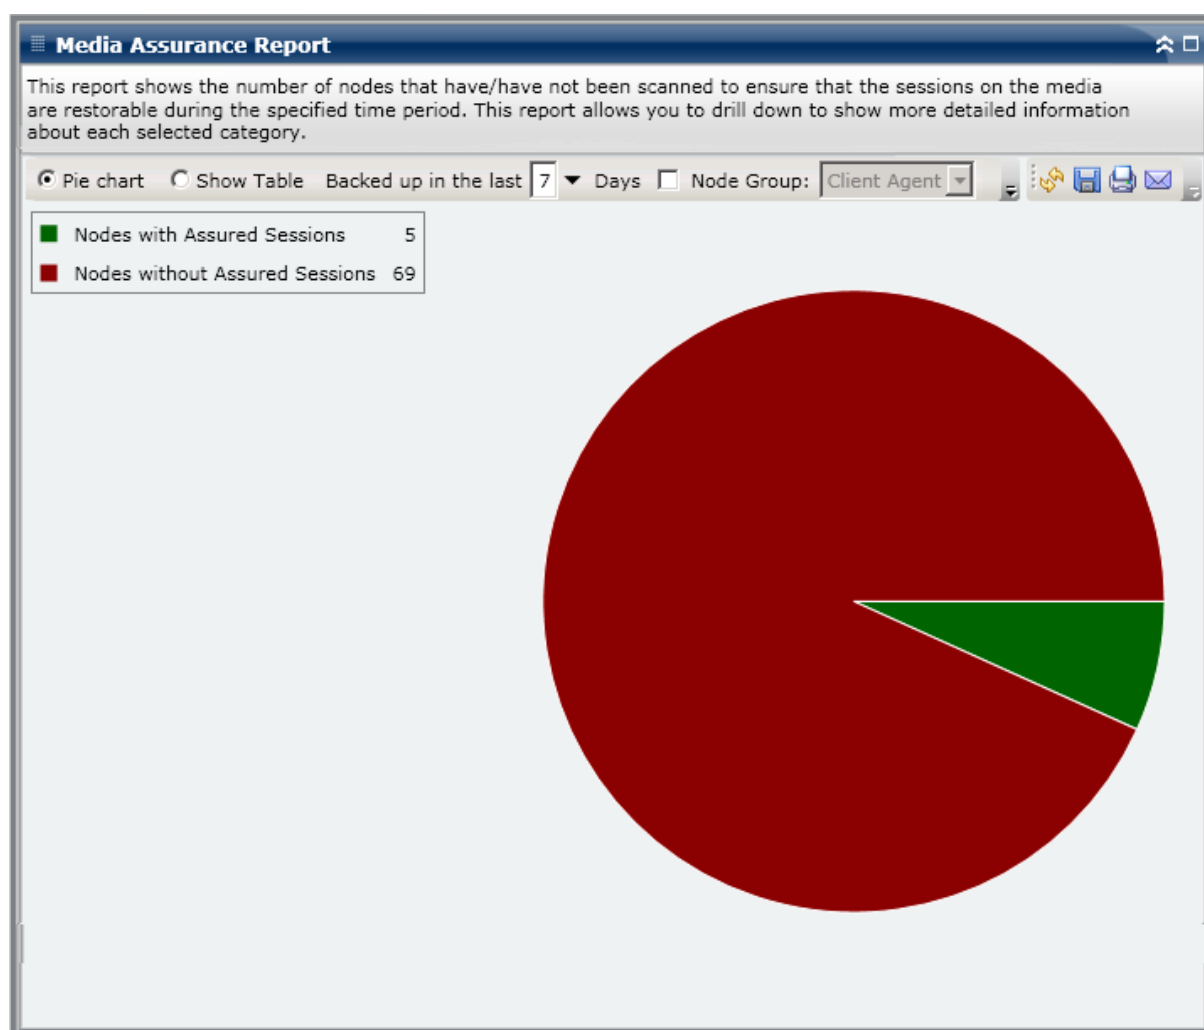 Media Assurance Report
This report shows the number of nodes that have/have not been scanned to ensure that the sessions on the media
are restorable during the specified time period. This report allows you to drill down to show more detailed information
about each selected category.
Pie chart Show Table Backed up in the last 7 Days Node Group: Client Agent
Nodes with Assured Sessions 5
Nodes without Assured Sessions 69